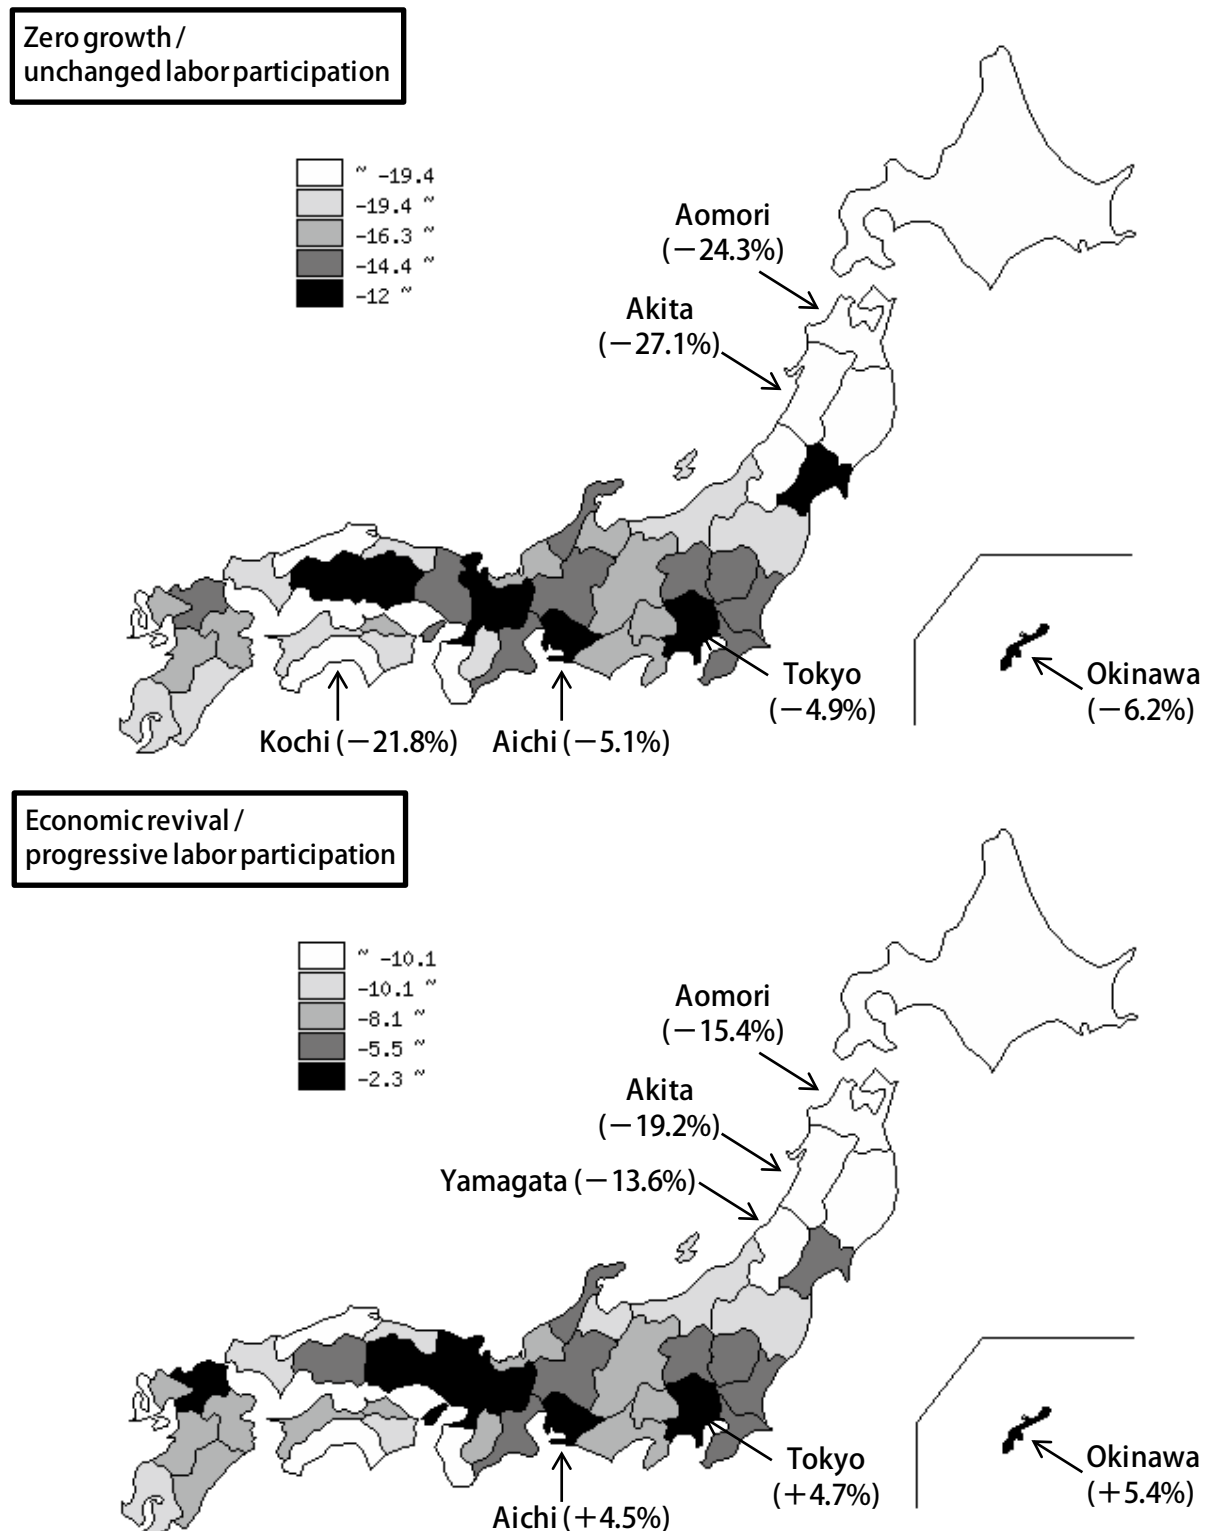 Zero growth /
unchanged labor participation
~ -19.4
-19.4 ~
-16.3 ~
-14.4 ~
-12 ~
Aomori
(－24.3%)
Akita
(－27.1%)
Tokyo
(－4.9%)
Okinawa
(－6.2%)
Kochi (－21.8%)
Aichi (－5.1%)
Economic revival /
progressive labor participation
~ -10.1
-10.1 ~
-8.1 ~
-5.5 ~
-2.3 ~
Aomori
(－15.4%)
Akita
(－19.2%)
Yamagata (－13.6%)
Tokyo
(＋4.7%)
Okinawa
(＋5.4%)
Aichi (＋4.5%)